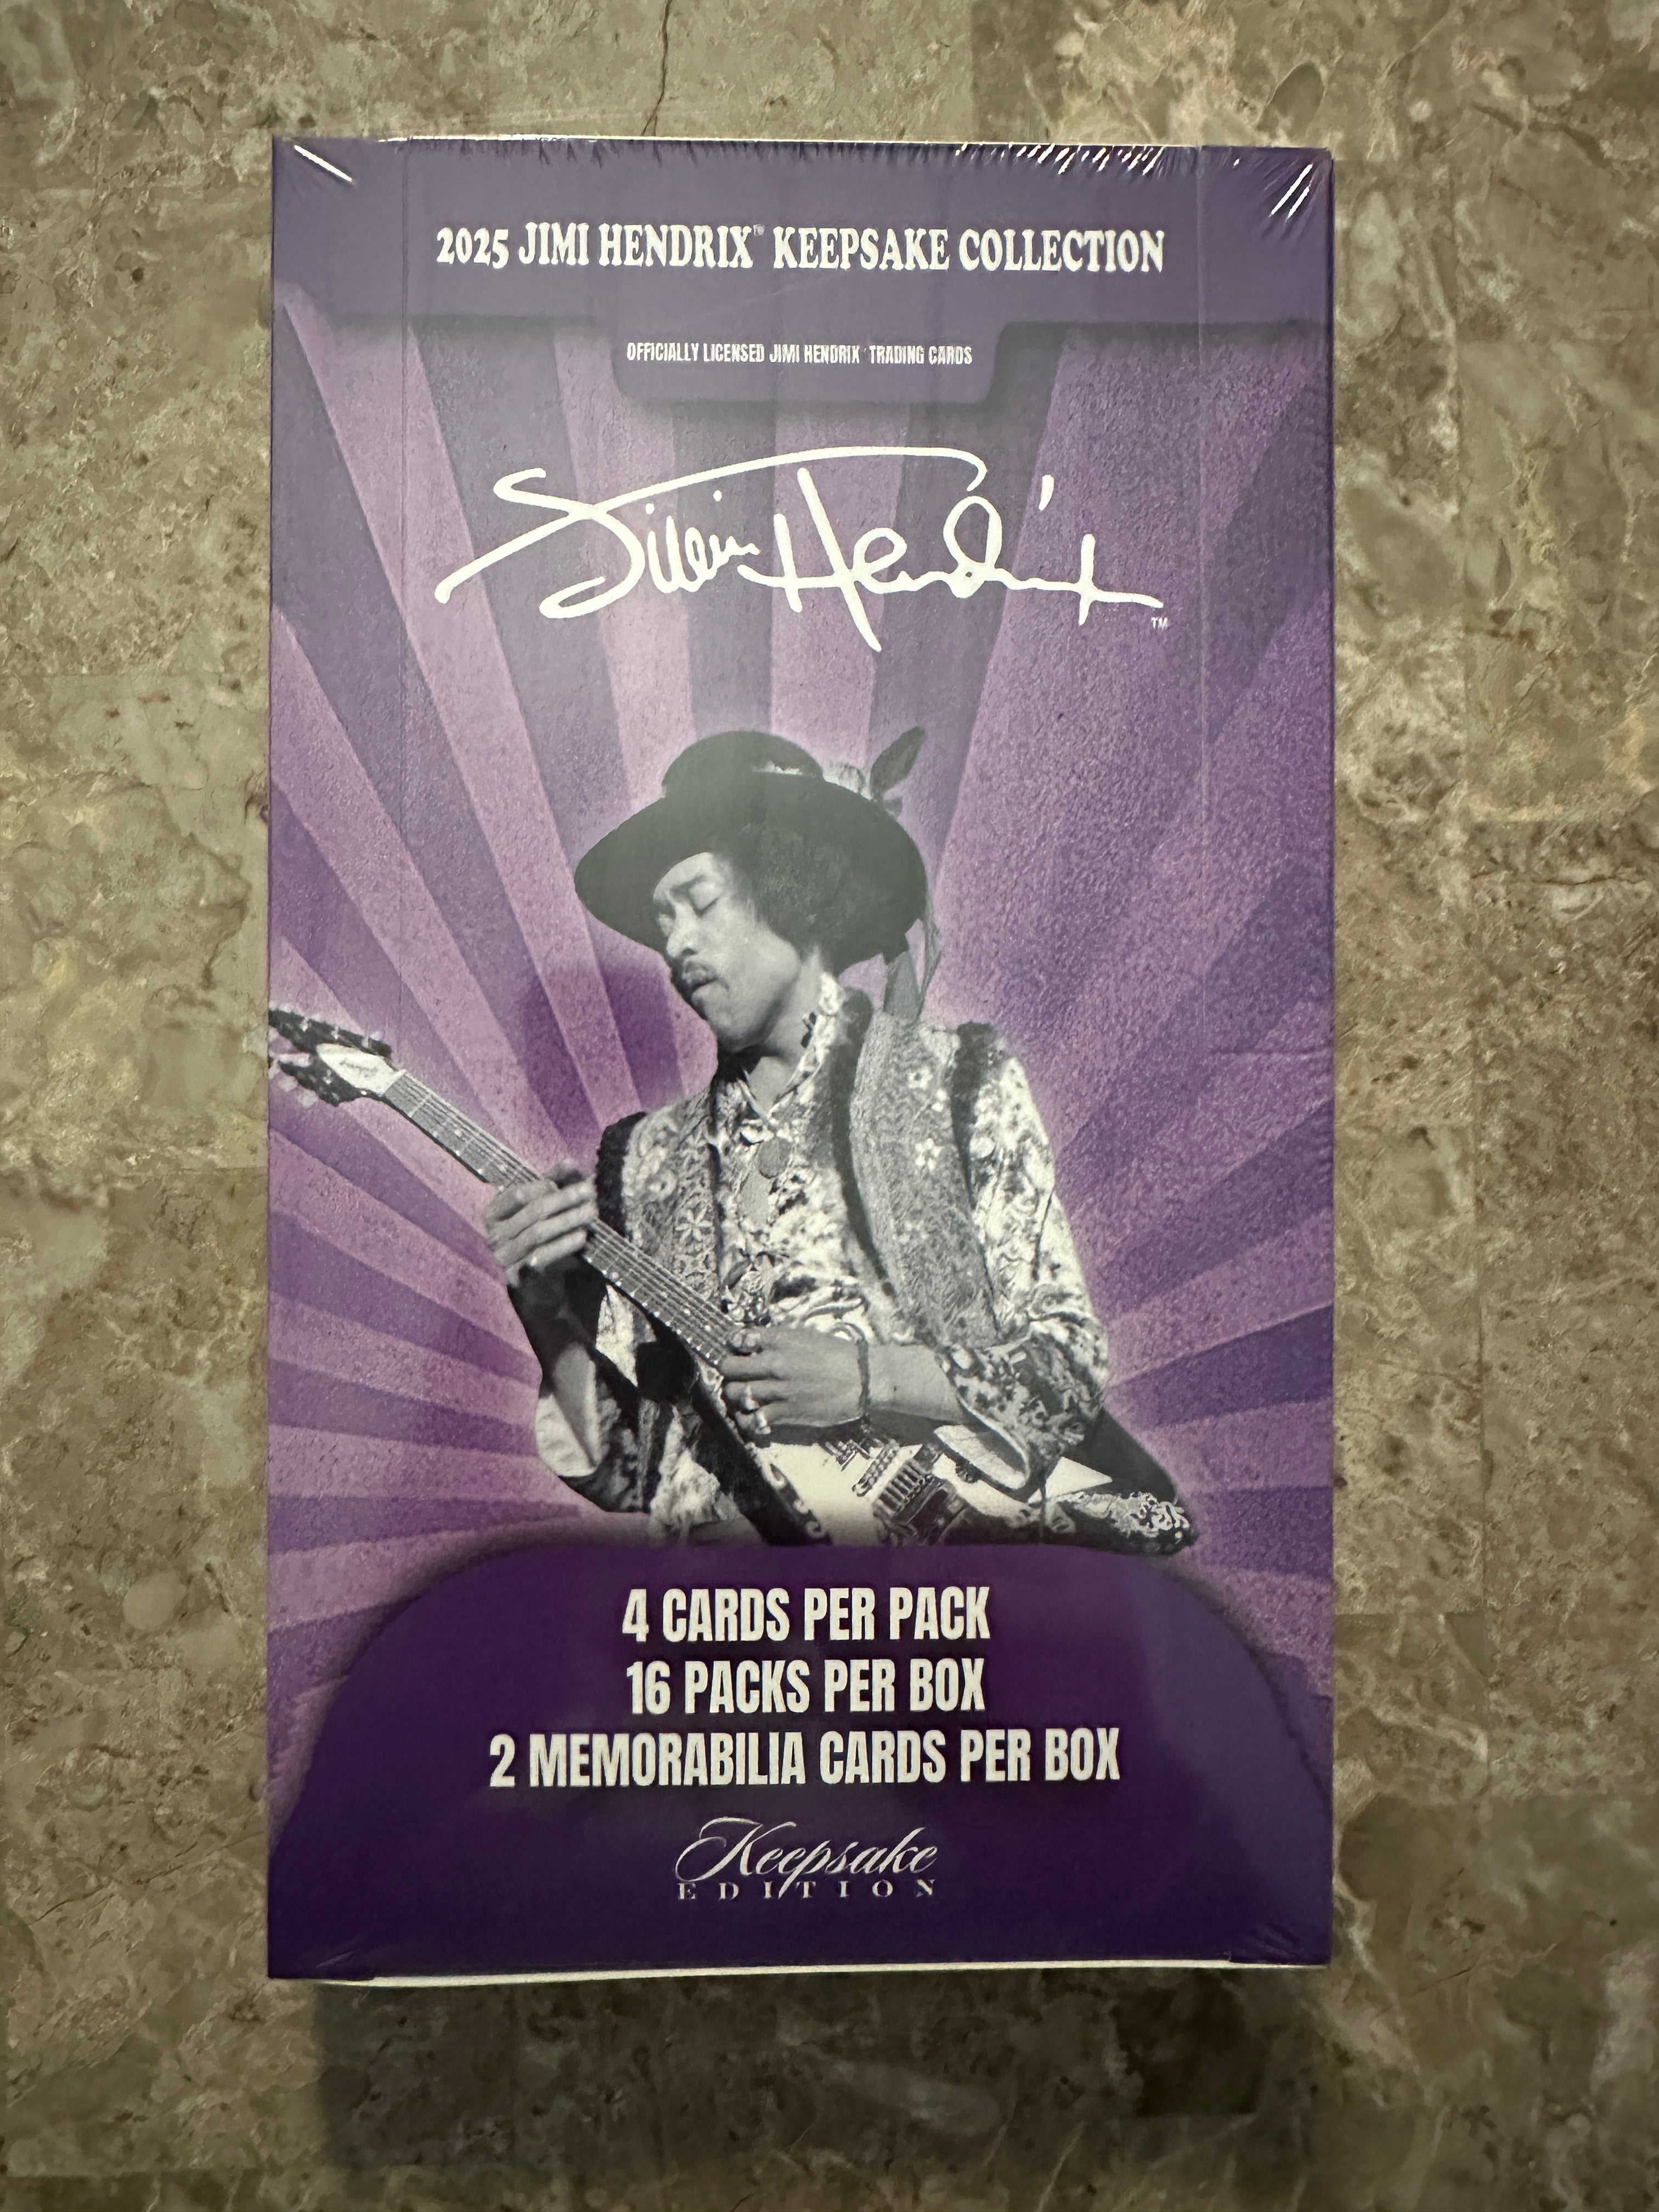 2025 JIMI HENDRIX™ KEEPSAKE COLLECTION
OFFICIALLY LICENSED JIMI HENDRIX TRADING CARDS
Jimi Hendrix
™
4 CARDS PER PACK
16 PACKS PER BOX
2 MEMORABILIA CARDS PER BOX
Keepsake
EDITION